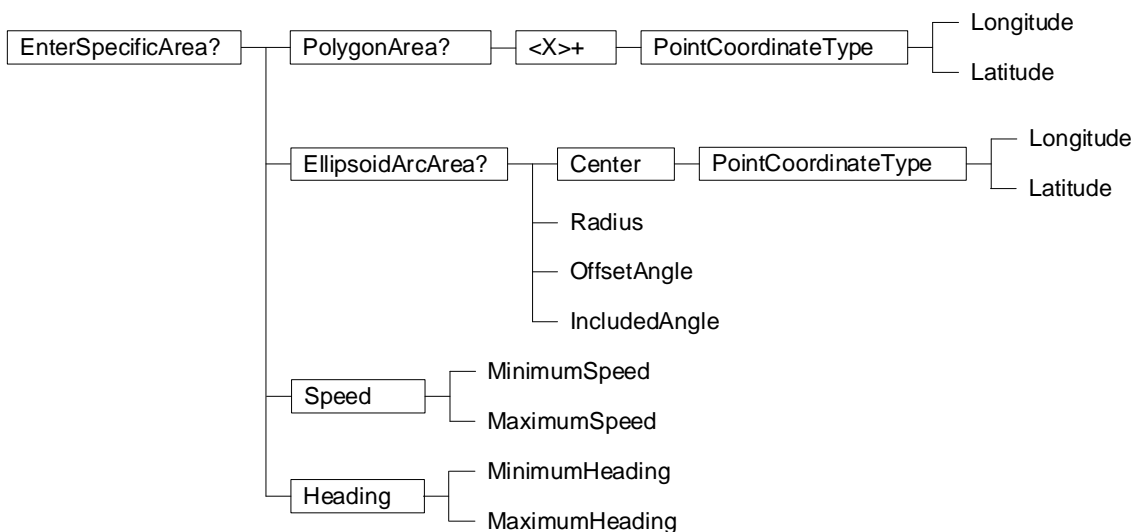 EnterSpecificArea?
PolygonArea?
<X>+
PointCoordinateType
Longitude
Latitude
EllipsoidArcArea?
Center
PointCoordinateType
Longitude
Latitude
Radius
OffsetAngle
IncludedAngle
Speed
MinimumSpeed
MaximumSpeed
Heading
MinimumHeading
MaximumHeading